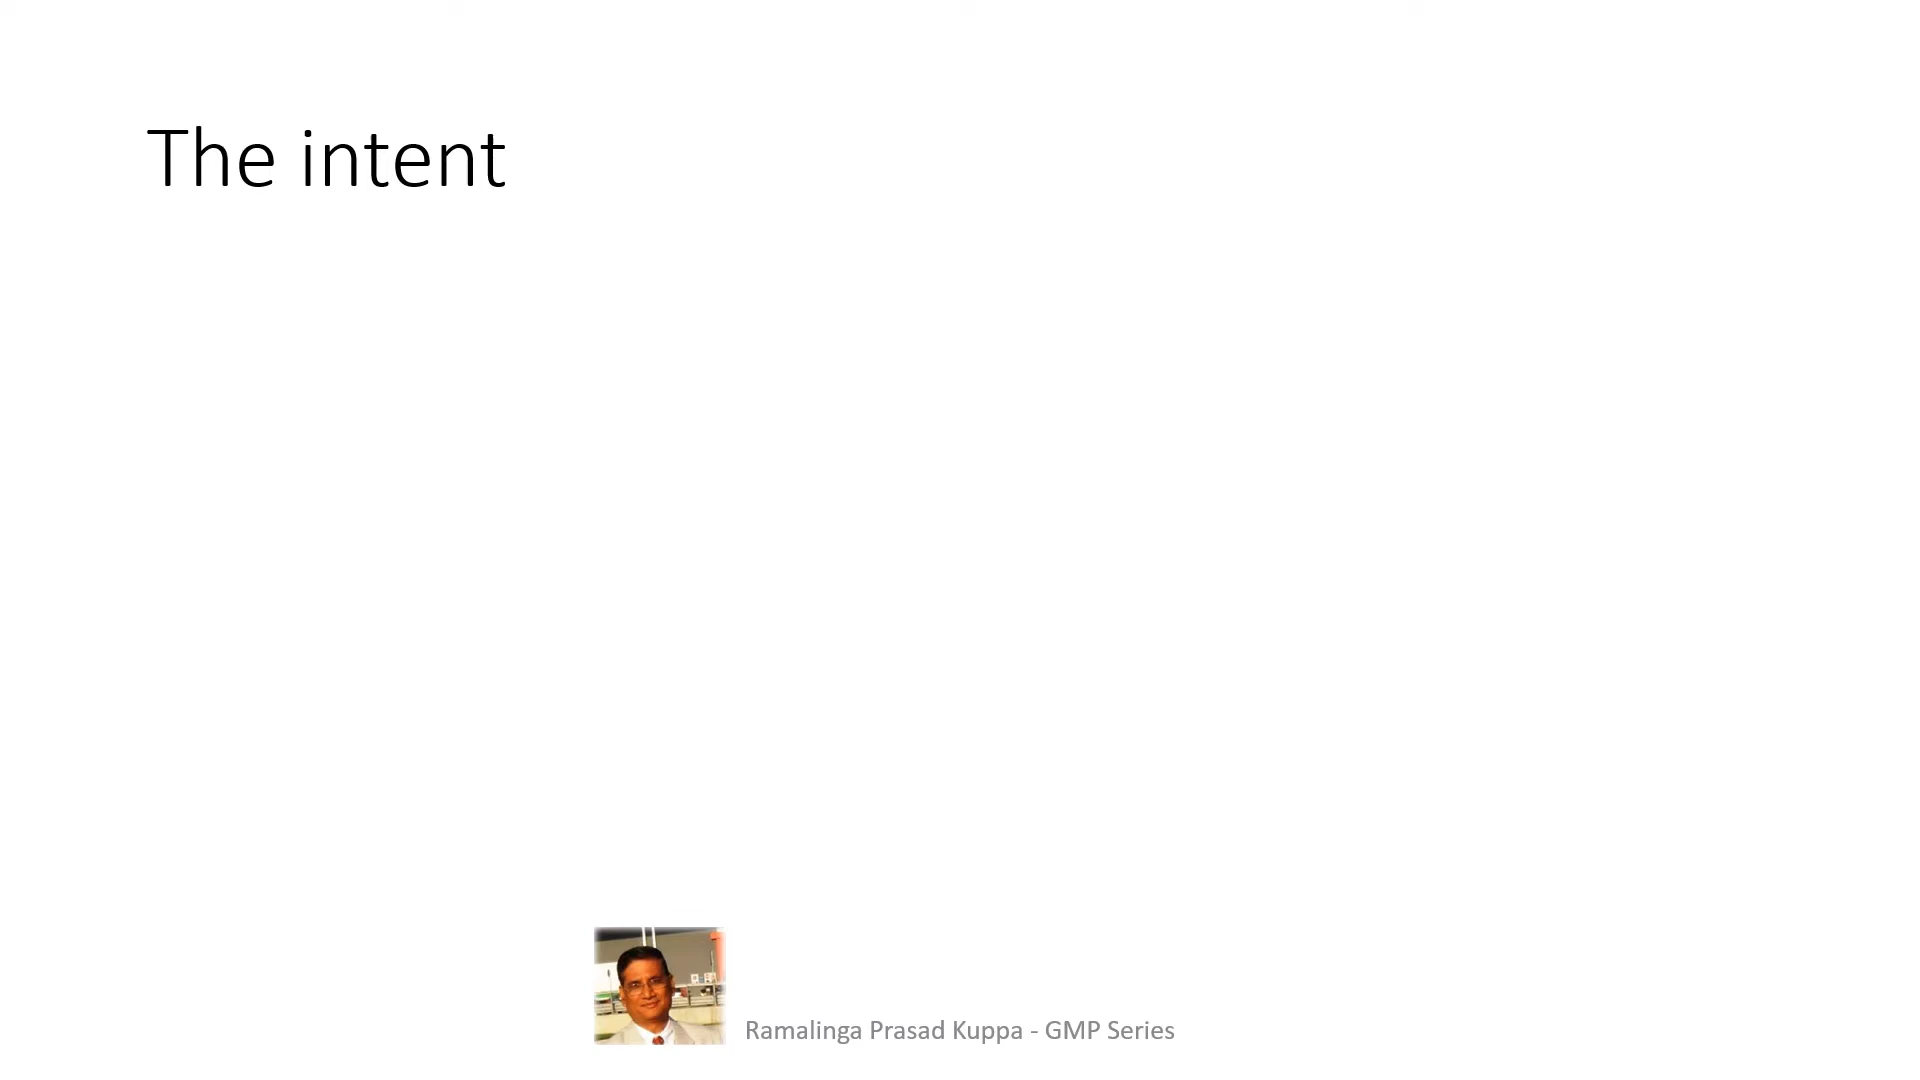 The intent
Ramalinga Prasad Kuppa - GMP Series